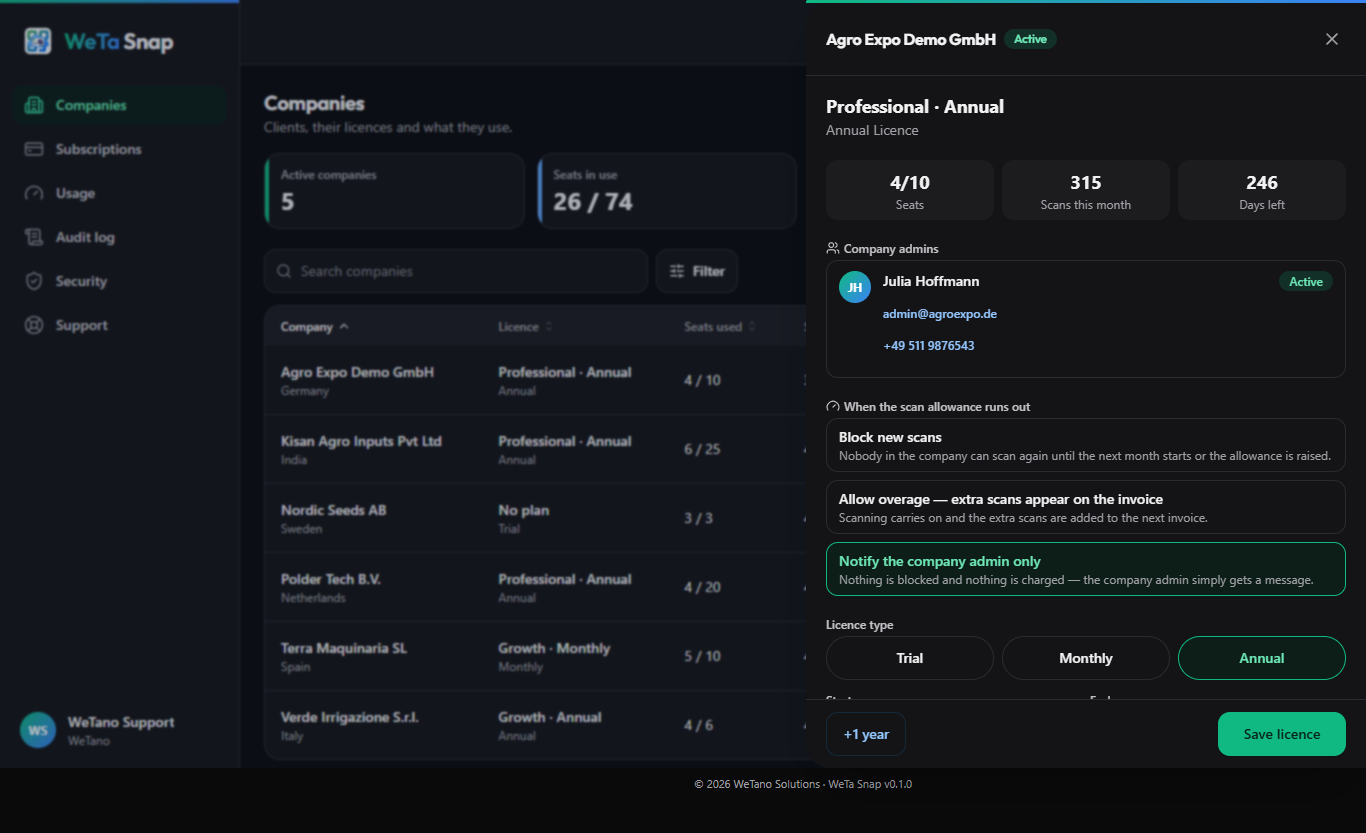 WeTa Snap
Companies
Subscriptions
Usage
Audit log
Security
Support
WS
WeTano Support
WeTano
Companies
Clients, their licences and what they use.
Active companies
5
Seats in use
26 / 74
Search companies
Filter
Company Licence Seats used
Agro Expo Demo GmbH Professional · Annual 4 / 10
Germany Annual
Kisan Agro Inputs Pvt Ltd Professional · Annual 6 / 25
India Annual
Nordic Seeds AB No plan 3 / 3
Sweden Trial
Polder Tech B.V. Professional · Annual 4 / 20
Netherlands Annual
Terra Maquinaria SL Growth · Monthly 5 / 10
Spain Monthly
Verde Irrigazione S.r.l. Growth · Annual 4 / 6
Italy Annual
Agro Expo Demo GmbH Active
Professional · Annual
Annual Licence
4/10 315 246
Seats Scans this month Days left
Company admins
JH
Julia Hoffmann Active
admin@agroexpo.de
+49 511 9876543
When the scan allowance runs out
Block new scans
Nobody in the company can scan again until the next month starts or the allowance is raised.
Allow overage — extra scans appear on the invoice
Scanning carries on and the extra scans are added to the next invoice.
Notify the company admin only
Nothing is blocked and nothing is charged — the company admin simply gets a message.
Licence type
Trial Monthly Annual
+1 year Save licence
© 2026 WeTano Solutions · WeTa Snap v0.1.0